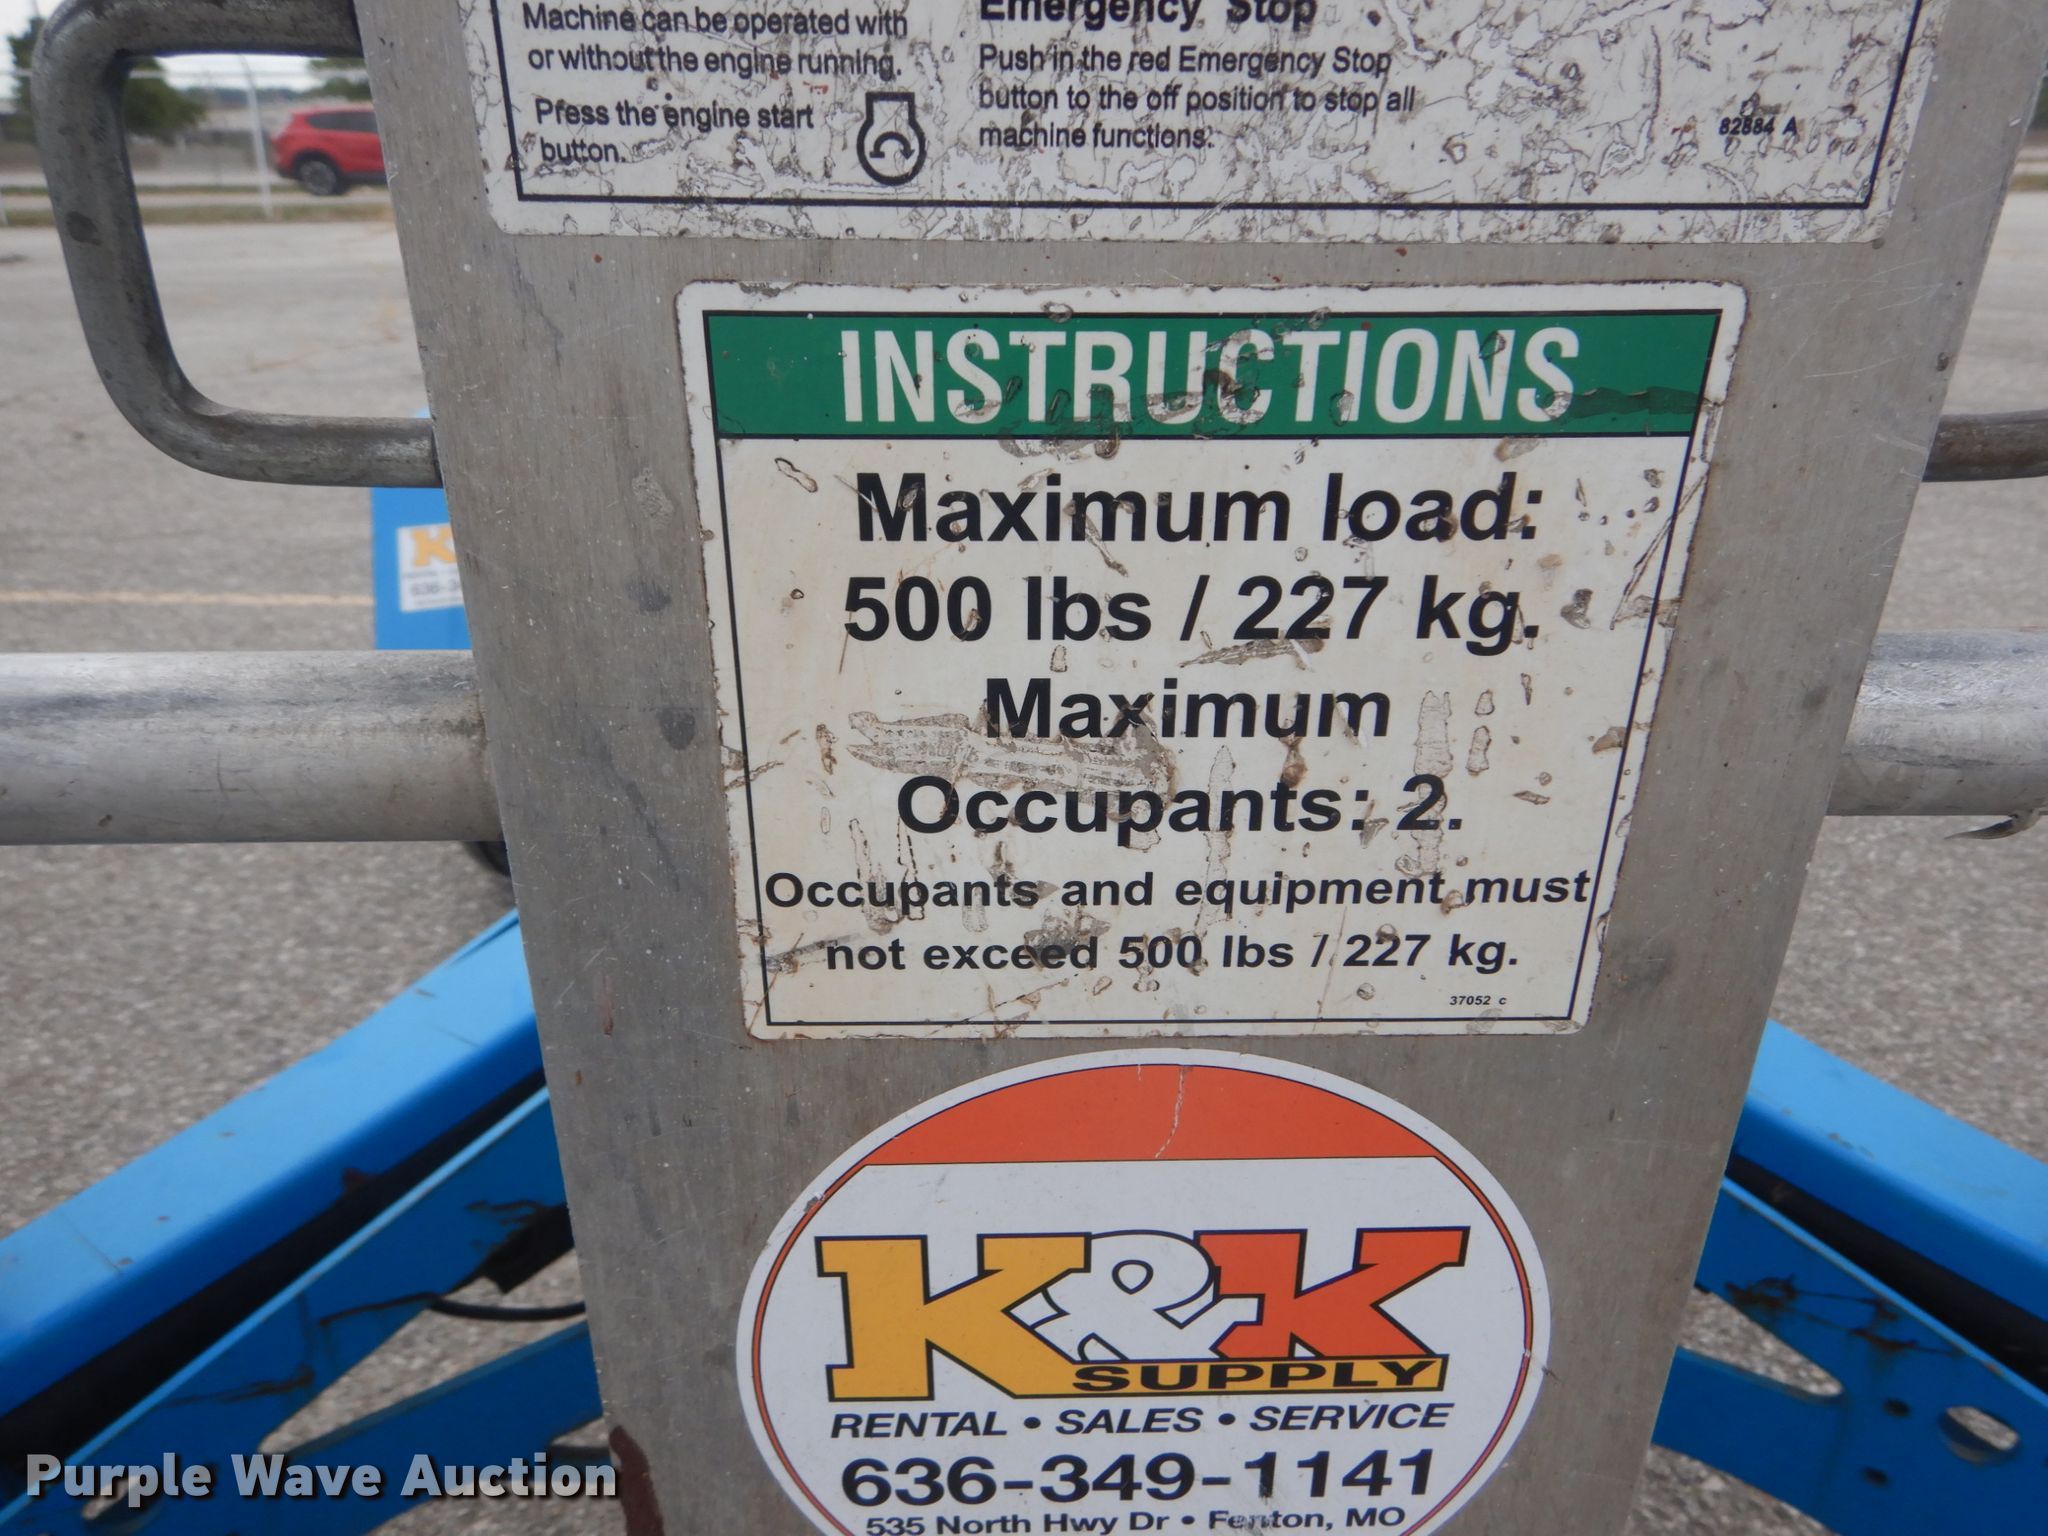 Machine can be operated with
or without the engine running.
Press the engine start
button.
Emergency Stop
Push in the red Emergency Stop
button to the off position to stop all
machine functions.
82884 A
INSTRUCTIONS
Maximum load:
500 lbs / 227 kg.
Maximum
Occupants: 2.
Occupants and equipment must
not exceed 500 lbs / 227 kg.
37052 c
K&K
SUPPLY
RENTAL • SALES • SERVICE
636-349-1141
535 North Hwy Dr • Fenton, MO
K
Purple Wave Auction